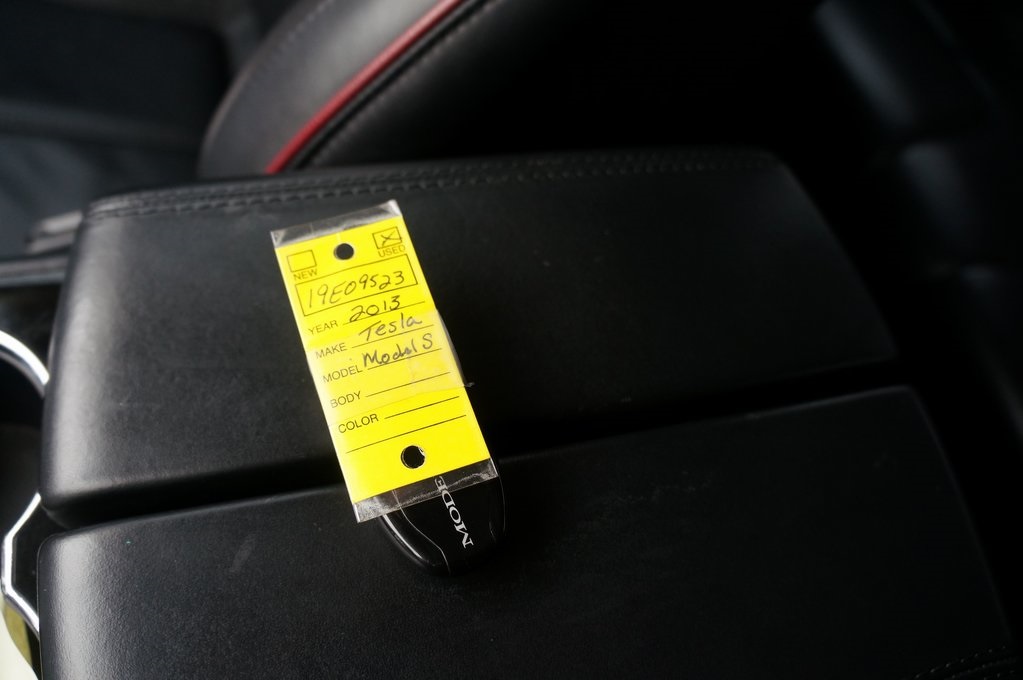 NEW
USED
19E09523
YEAR 2013
MAKE Tesla
MODEL Model S
BODY
COLOR
MODE